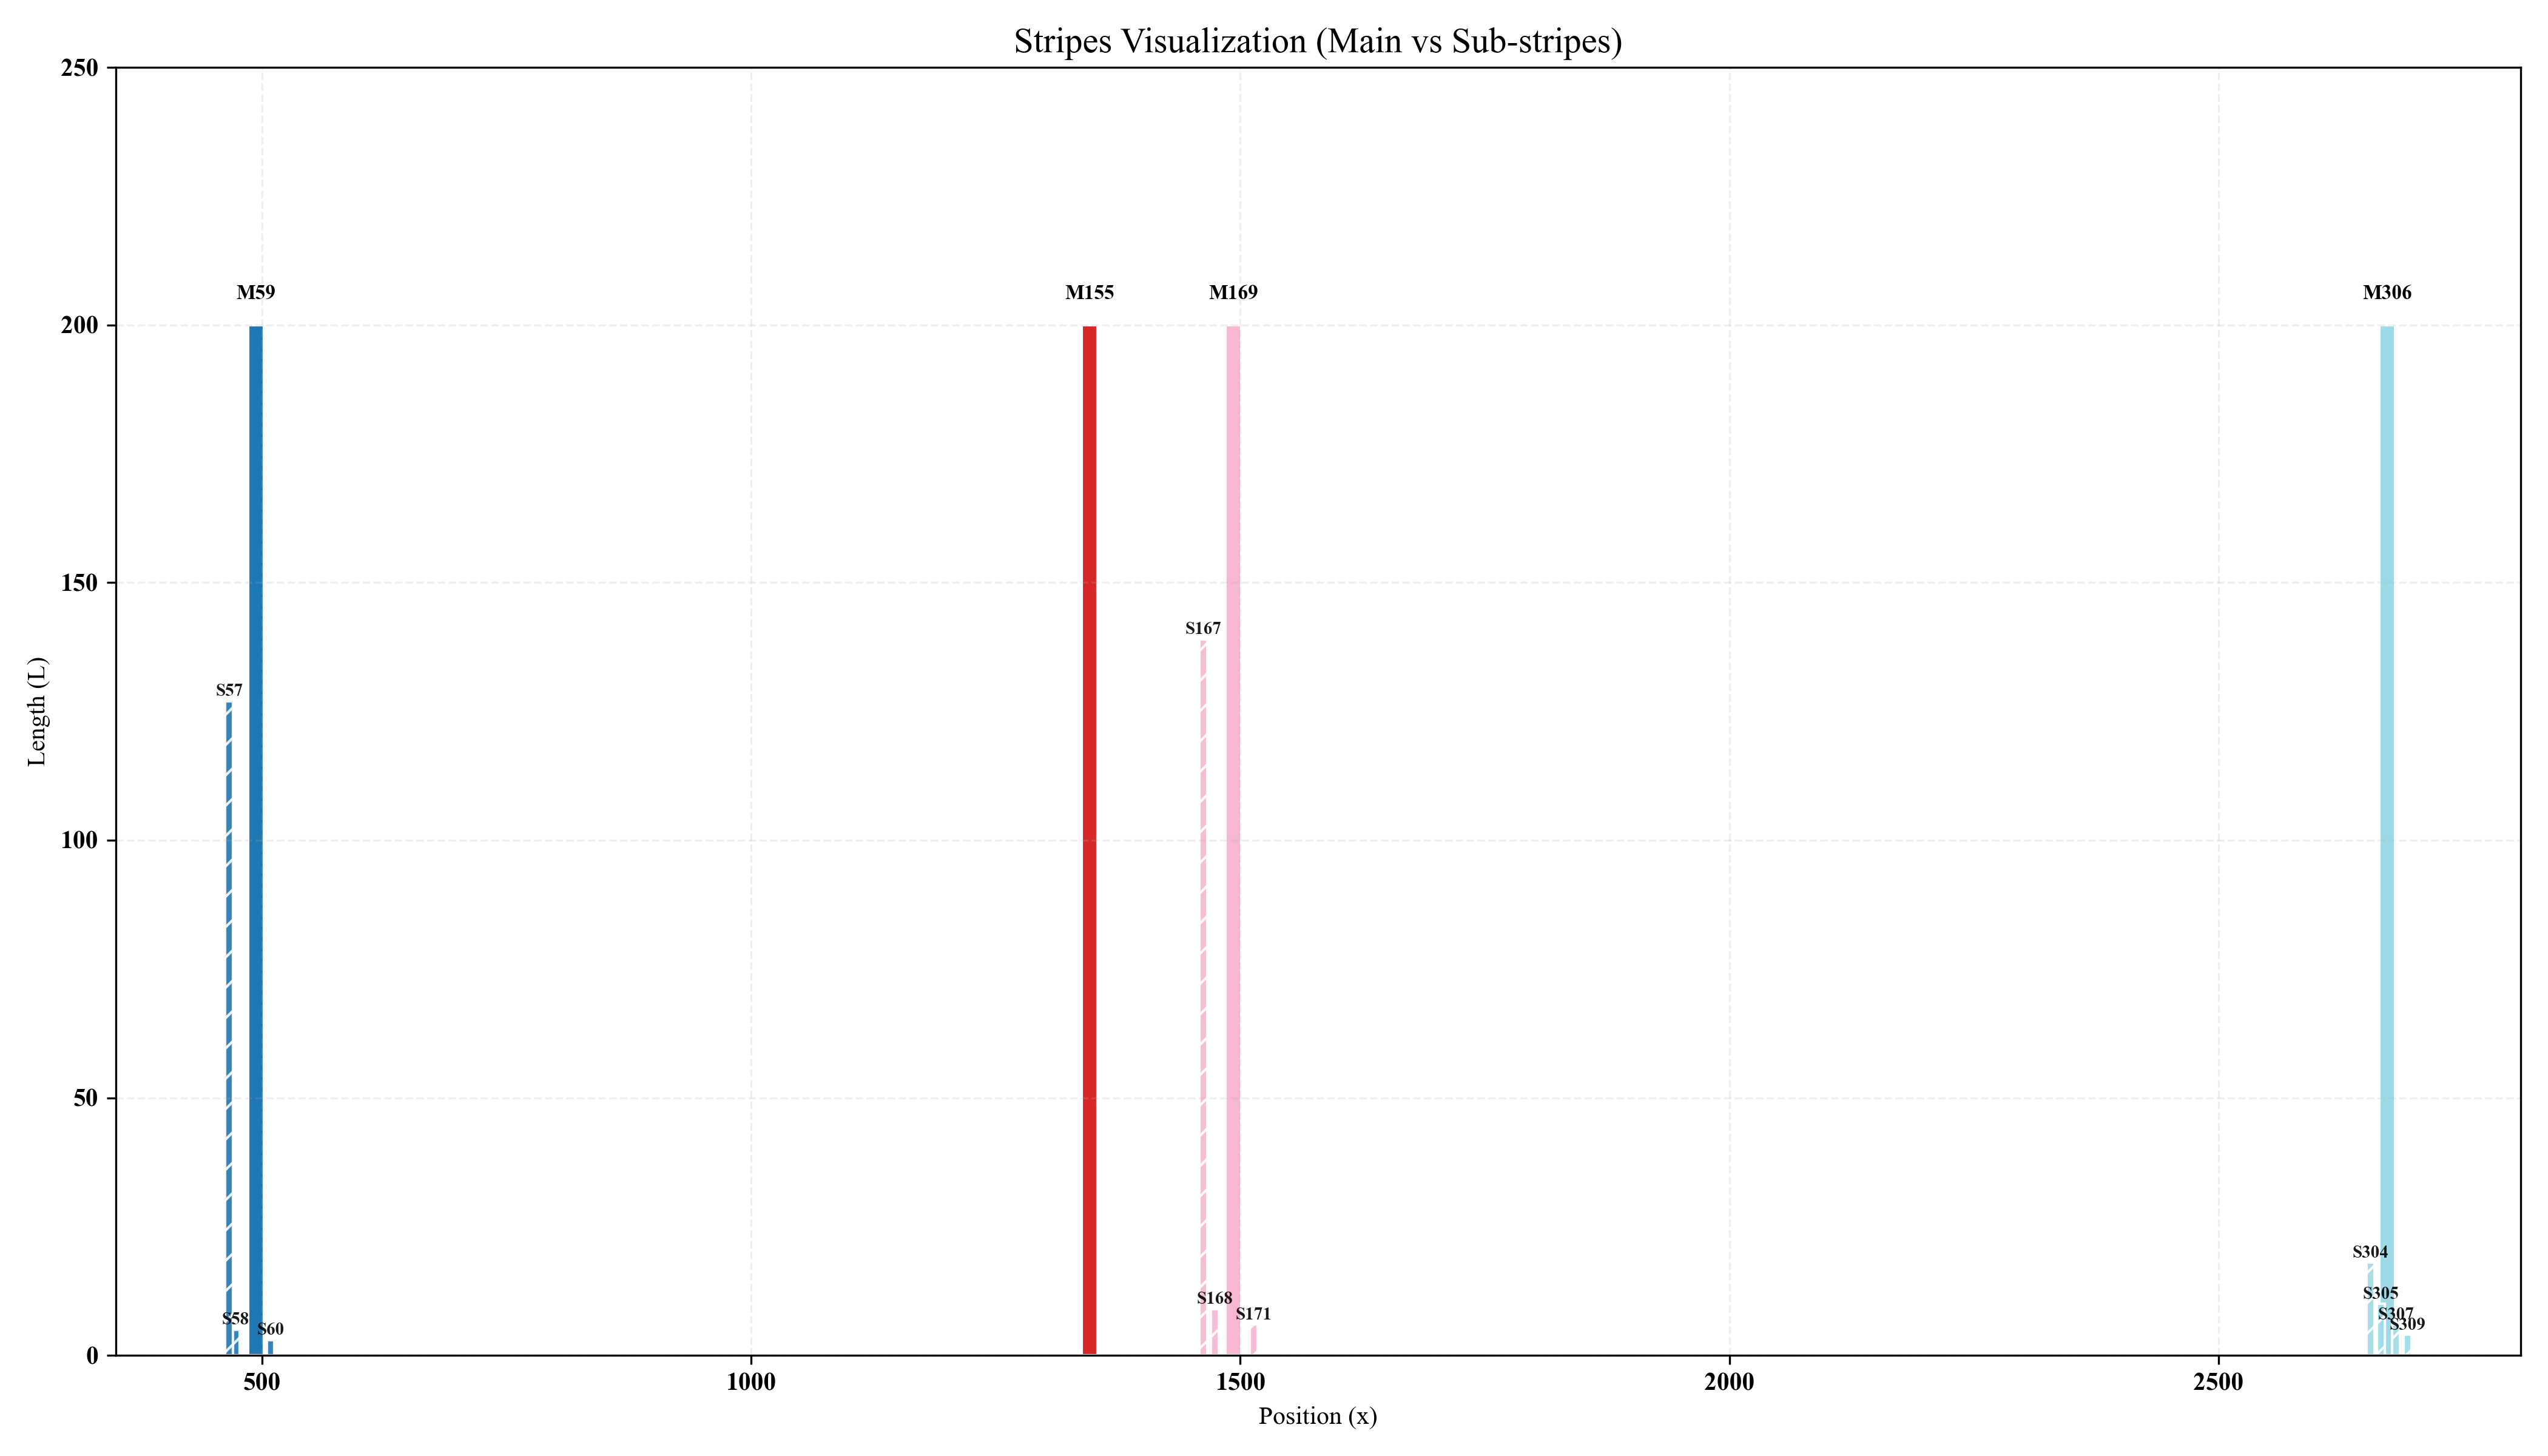 Stripes Visualization (Main vs Sub-stripes)
250
200
150
100
50
0
Length (L)
M59
M155
M169
M306
S57
S167
S58
S60
S168
S171
S304
S305
S307
S309
500
1000
1500
2000
2500
Position (x)